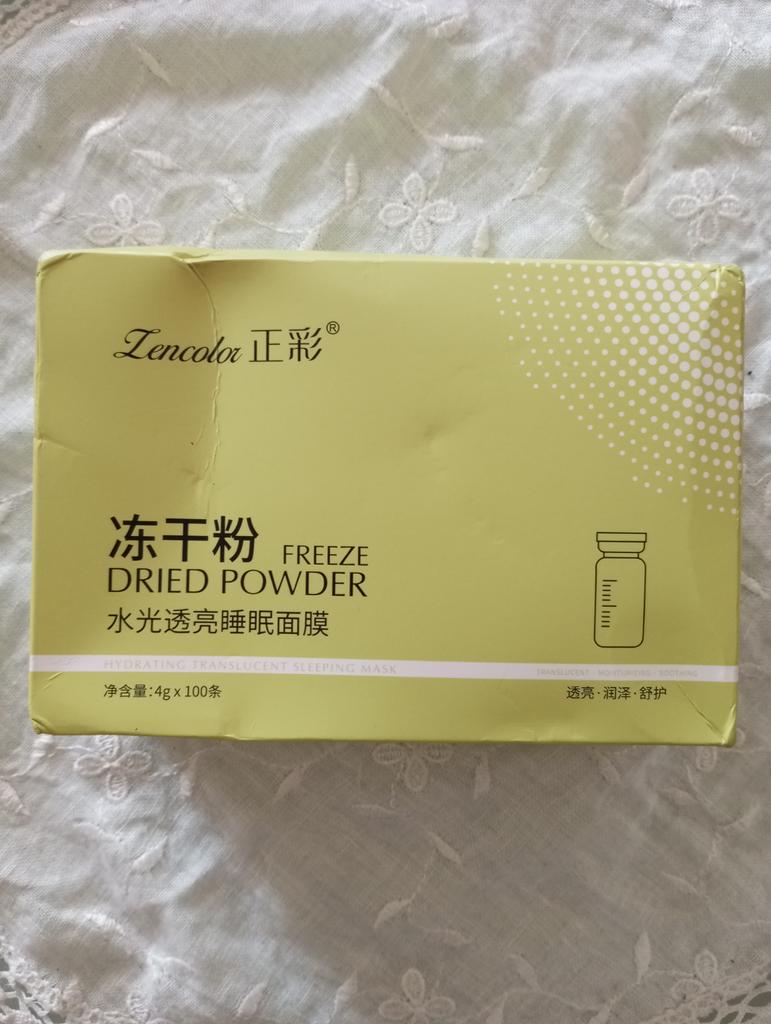 Zencolor 正彩®
冻干粉 FREEZE
DRIED POWDER
水光透亮睡眠面膜
HYDRATING TRANSLUCENT SLEEPING MASK
TRANSLUCENT · MOISTURIZING · SOOTHING
净含量:4g x 100条
透亮·润泽·舒护